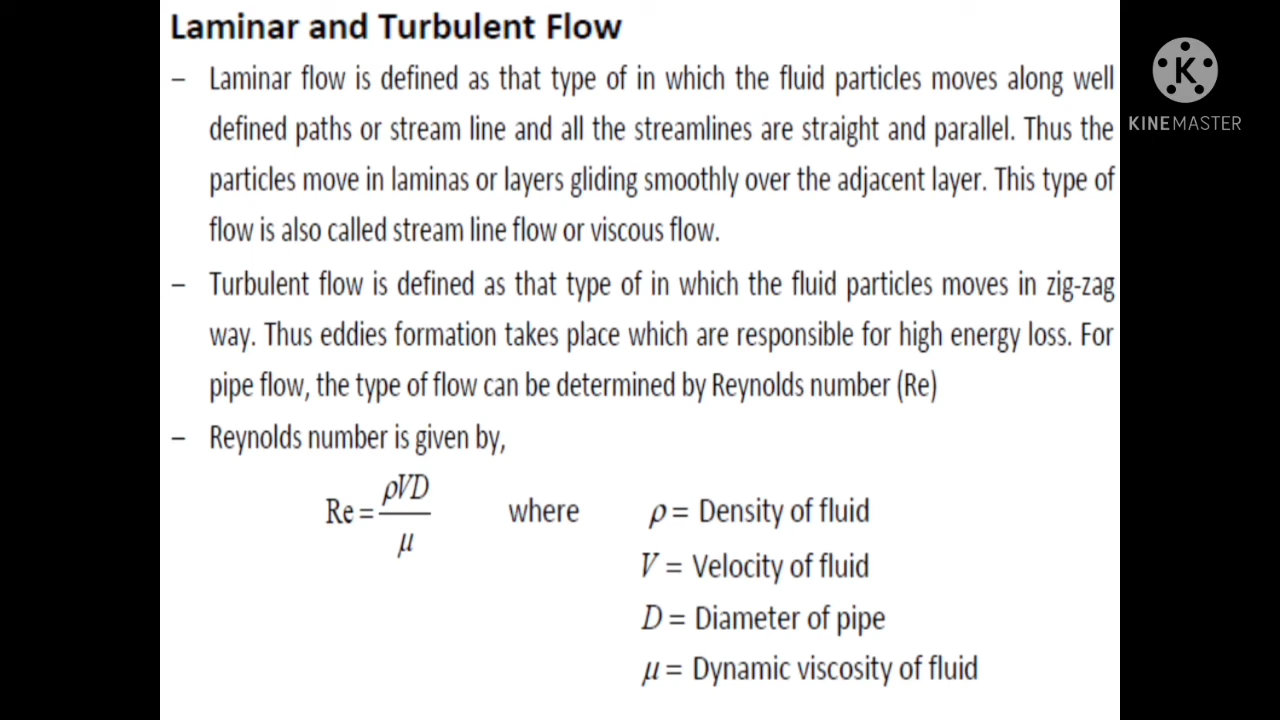 Laminar and Turbulent Flow
K
KINEMASTER
– Laminar flow is defined as that type of in which the fluid particles moves along well
defined paths or stream line and all the streamlines are straight and parallel. Thus the
particles move in laminas or layers gliding smoothly over the adjacent layer. This type of
flow is also called stream line flow or viscous flow.
– Turbulent flow is defined as that type of in which the fluid particles moves in zig-zag
way. Thus eddies formation takes place which are responsible for high energy loss. For
pipe flow, the type of flow can be determined by Reynolds number (Re)
– Reynolds number is given by,
Re = ρVD / μ where ρ = Density of fluid
V = Velocity of fluid
D = Diameter of pipe
μ = Dynamic viscosity of fluid